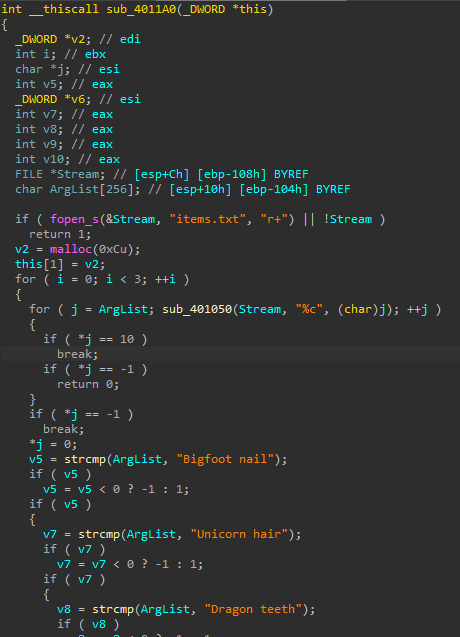 int __thiscall sub_4011A0(_DWORD *this)
{
  _DWORD *v2; // edi
  int i; // ebx
  char *j; // esi
  int v5; // eax
  _DWORD *v6; // esi
  int v7; // eax
  int v8; // eax
  int v9; // eax
  int v10; // eax
  FILE *Stream; // [esp+Ch] [ebp-108h] BYREF
  char ArgList[256]; // [esp+10h] [ebp-104h] BYREF

  if ( fopen_s(&Stream, "items.txt", "r+") || !Stream )
    return 1;
  v2 = malloc(0xCu);
  this[1] = v2;
  for ( i = 0; i < 3; ++i )
  {
    for ( j = ArgList; sub_401050(Stream, "%c", (char)j); ++j )
    {
      if ( *j == 10 )
        break;
      if ( *j == -1 )
        return 0;
    }
    if ( *j == -1 )
      break;
    *j = 0;
    v5 = strcmp(ArgList, "Bigfoot nail");
    if ( v5 )
      v5 = v5 < 0 ? -1 : 1;
    if ( v5 )
    {
      v7 = strcmp(ArgList, "Unicorn hair");
      if ( v7 )
        v7 = v7 < 0 ? -1 : 1;
      if ( v7 )
      {
        v8 = strcmp(ArgList, "Dragon teeth");
        if ( v8 )